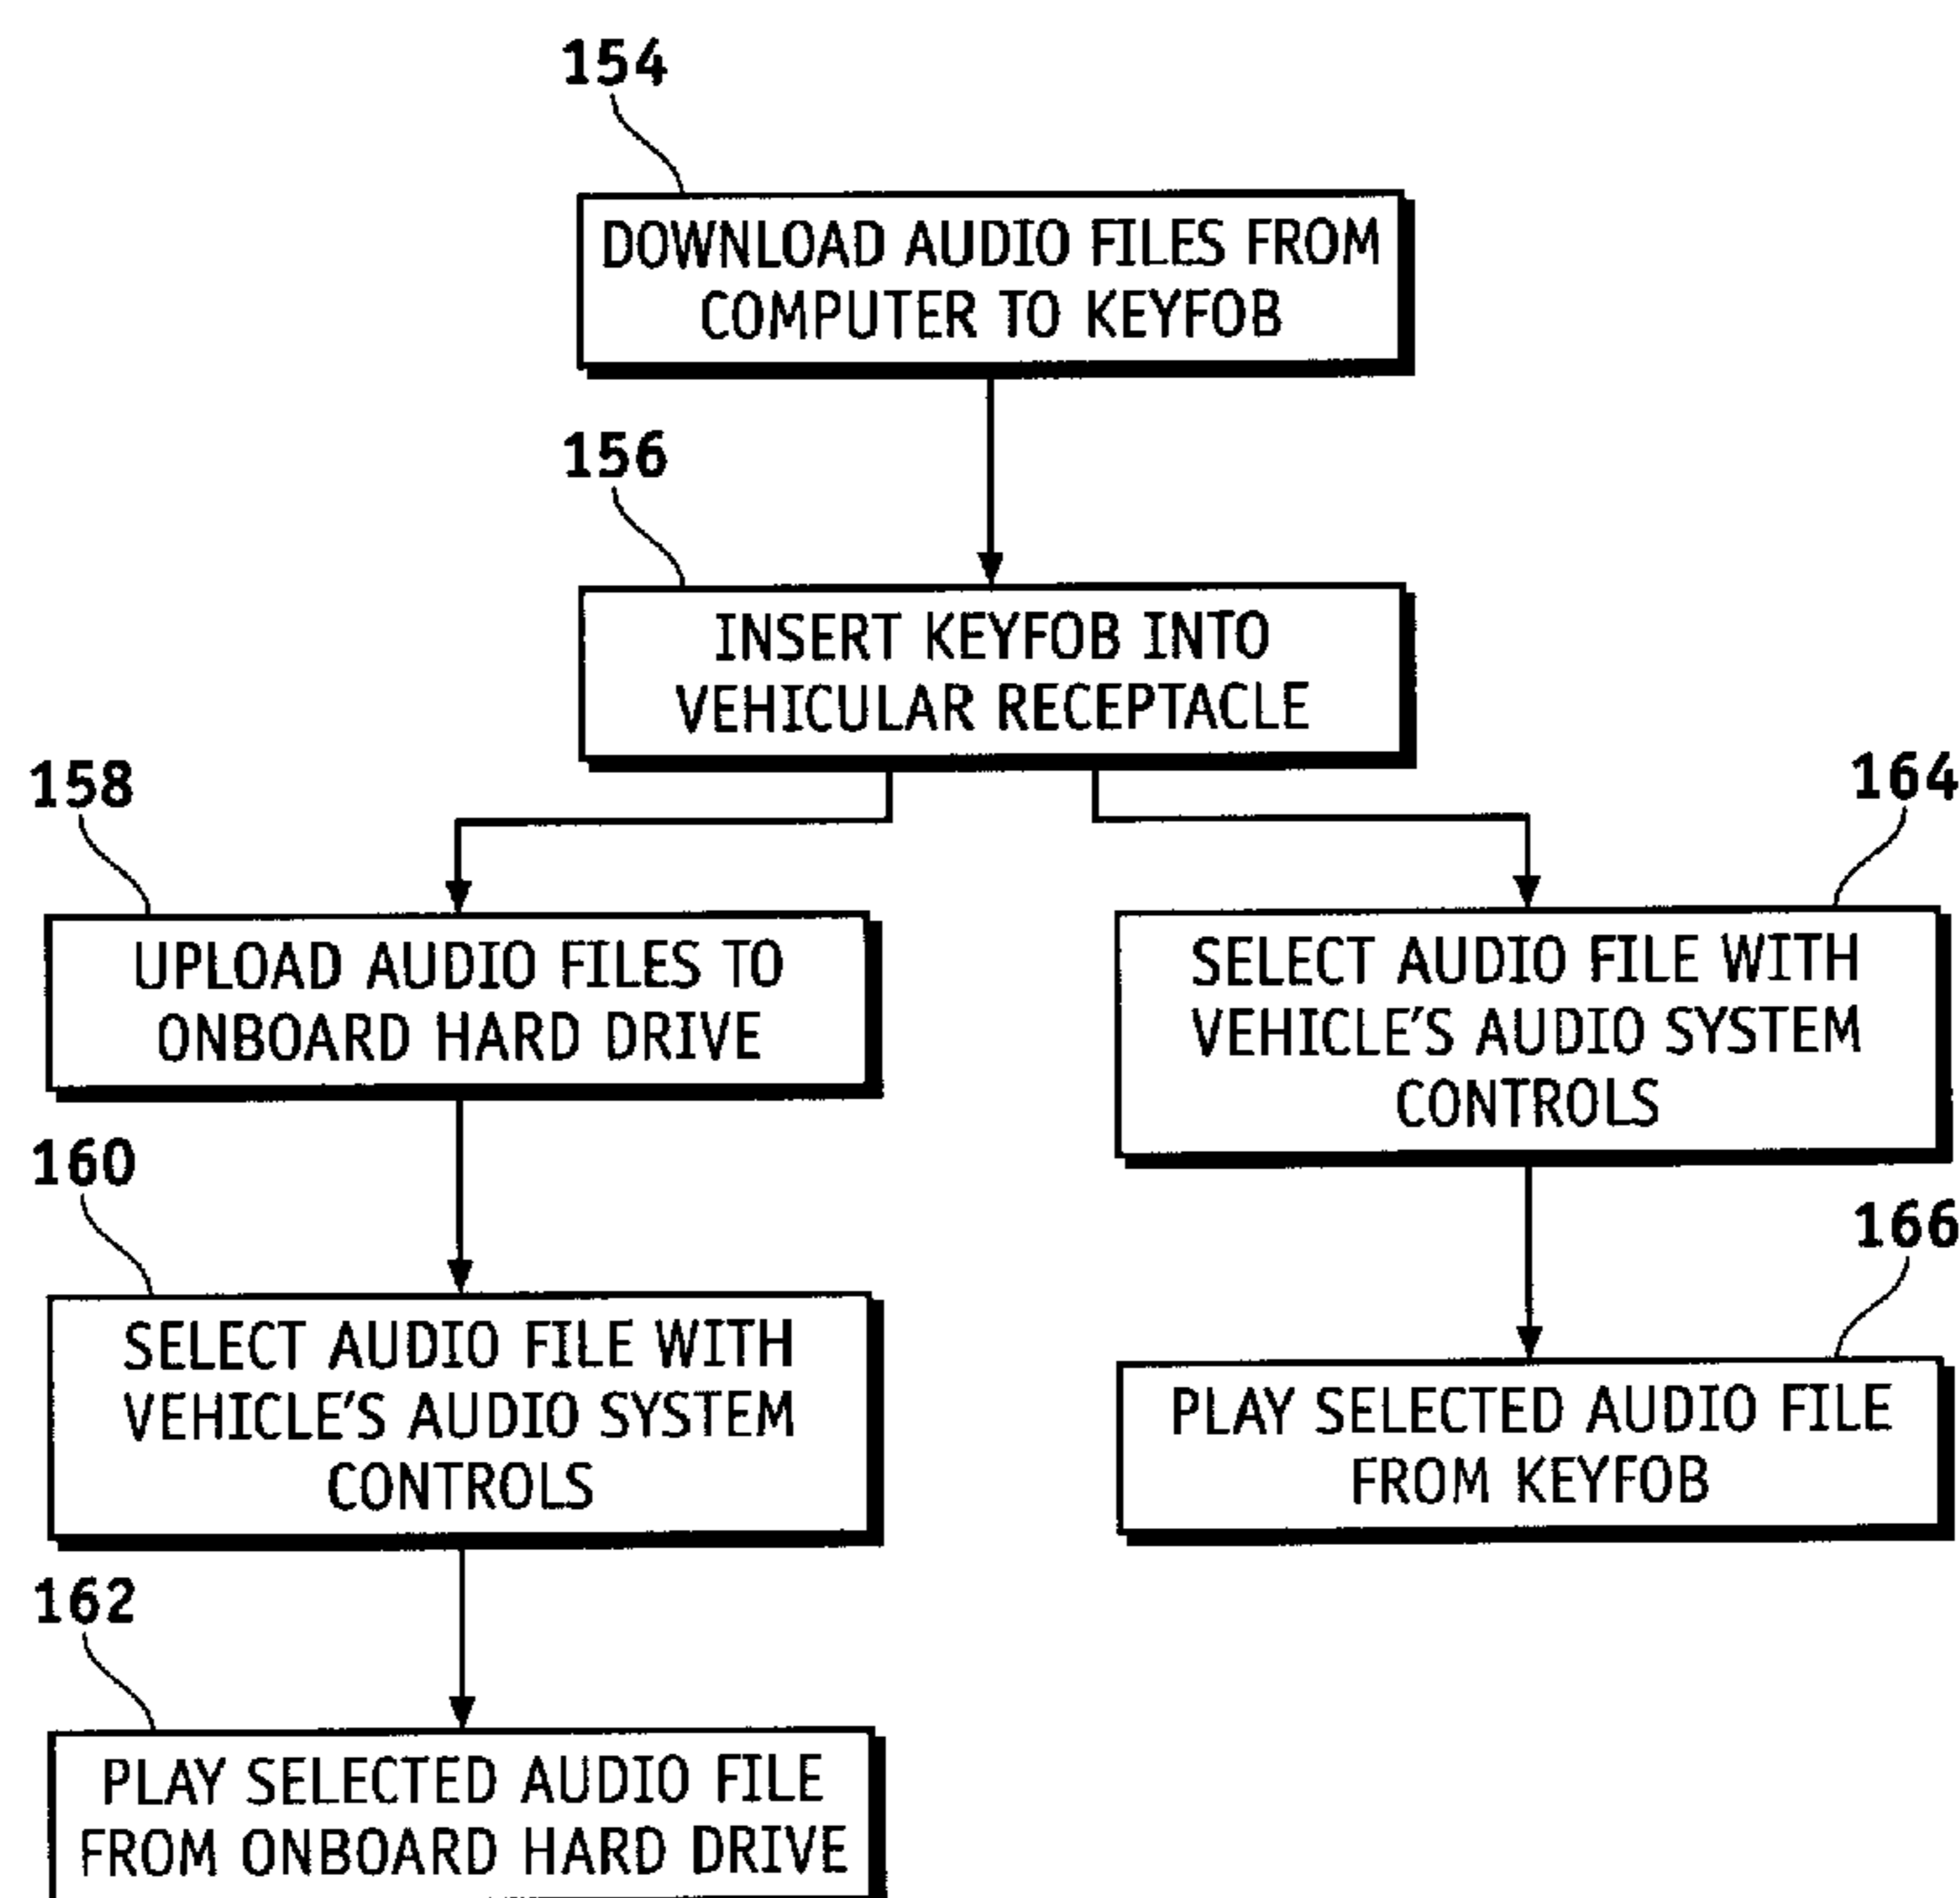 154
DOWNLOAD AUDIO FILES FROM
COMPUTER TO KEYFOB
156
INSERT KEYFOB INTO
VEHICULAR RECEPTACLE
158
UPLOAD AUDIO FILES TO
ONBOARD HARD DRIVE
160
SELECT AUDIO FILE WITH
VEHICLE'S AUDIO SYSTEM
CONTROLS
162
PLAY SELECTED AUDIO FILE
FROM ONBOARD HARD DRIVE
164
SELECT AUDIO FILE WITH
VEHICLE'S AUDIO SYSTEM
CONTROLS
166
PLAY SELECTED AUDIO FILE
FROM KEYFOB